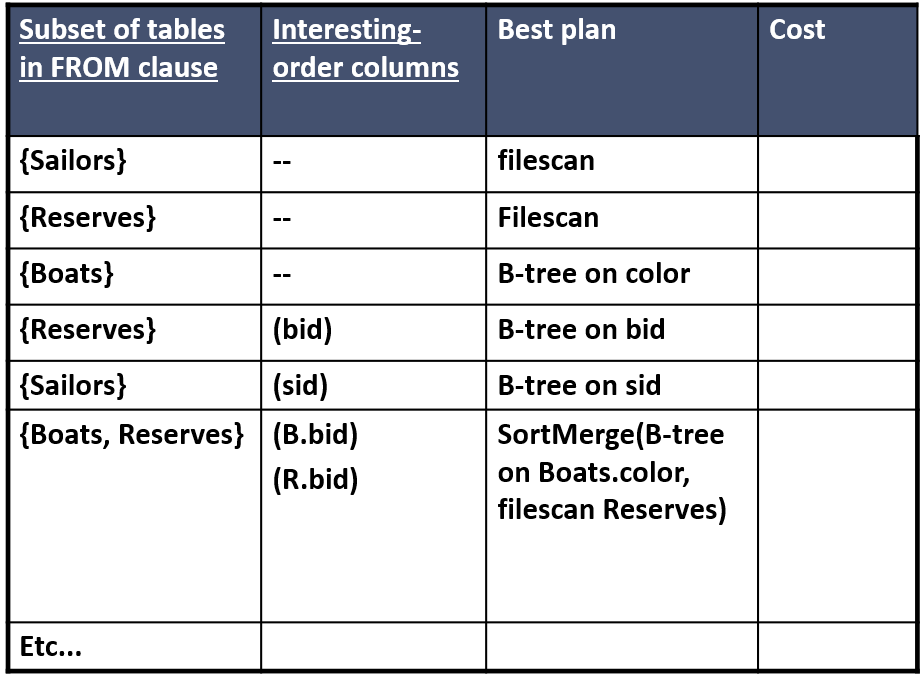 Subset of tables
in FROM clause
Interesting-
order columns
Best plan
Cost
{Sailors}
--
filescan
{Reserves}
--
Filescan
{Boats}
--
B-tree on color
{Reserves}
(bid)
B-tree on bid
{Sailors}
(sid)
B-tree on sid
{Boats, Reserves}
(B.bid)
(R.bid)
SortMerge(B-tree
on Boats.color,
filescan Reserves)
Etc...